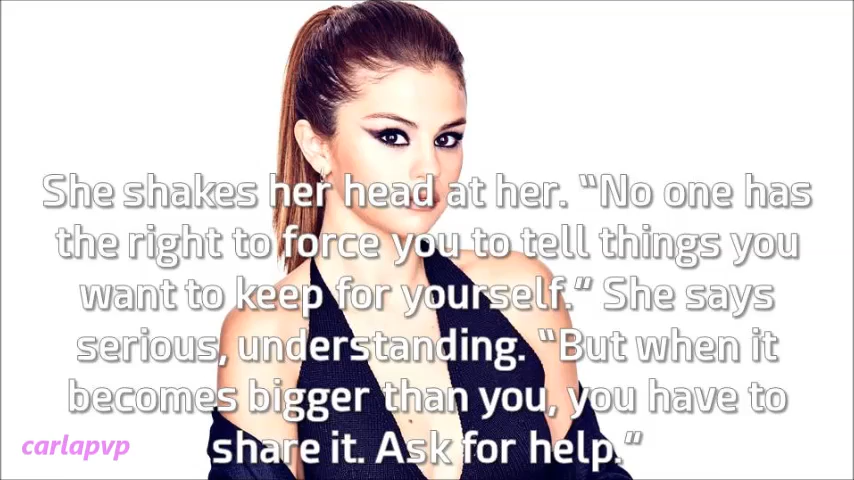 She shakes her head at her. “No one has
the right to force you to tell things you
want to keep for yourself.” She says
serious, understanding. “But when it
becomes bigger than you, you have to
share it. Ask for help.”
carlapvp